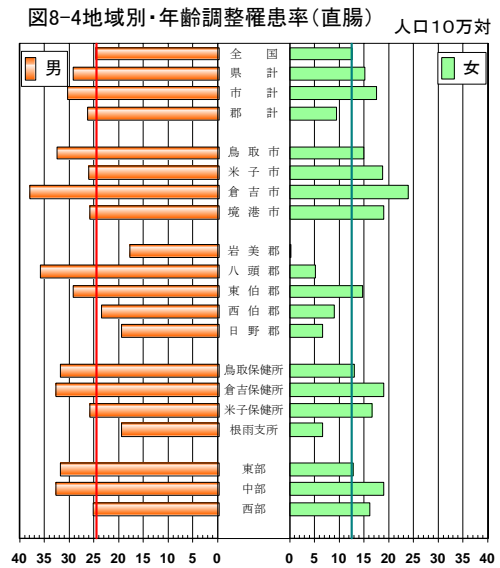 図8-4地域別・年齢調整罹患率（直腸）
人口10万対
男
女
全 国
県 計
市 計
郡 計
鳥 取 市
米 子 市
倉 吉 市
境 港 市
岩 美 郡
八 頭 郡
東 伯 郡
西 伯 郡
日 野 郡
鳥取保健所
倉吉保健所
米子保健所
根雨支所
東部
中部
西部
40 35 30 25 20 15 10 5 0
0 5 10 15 20 25 30 35 40